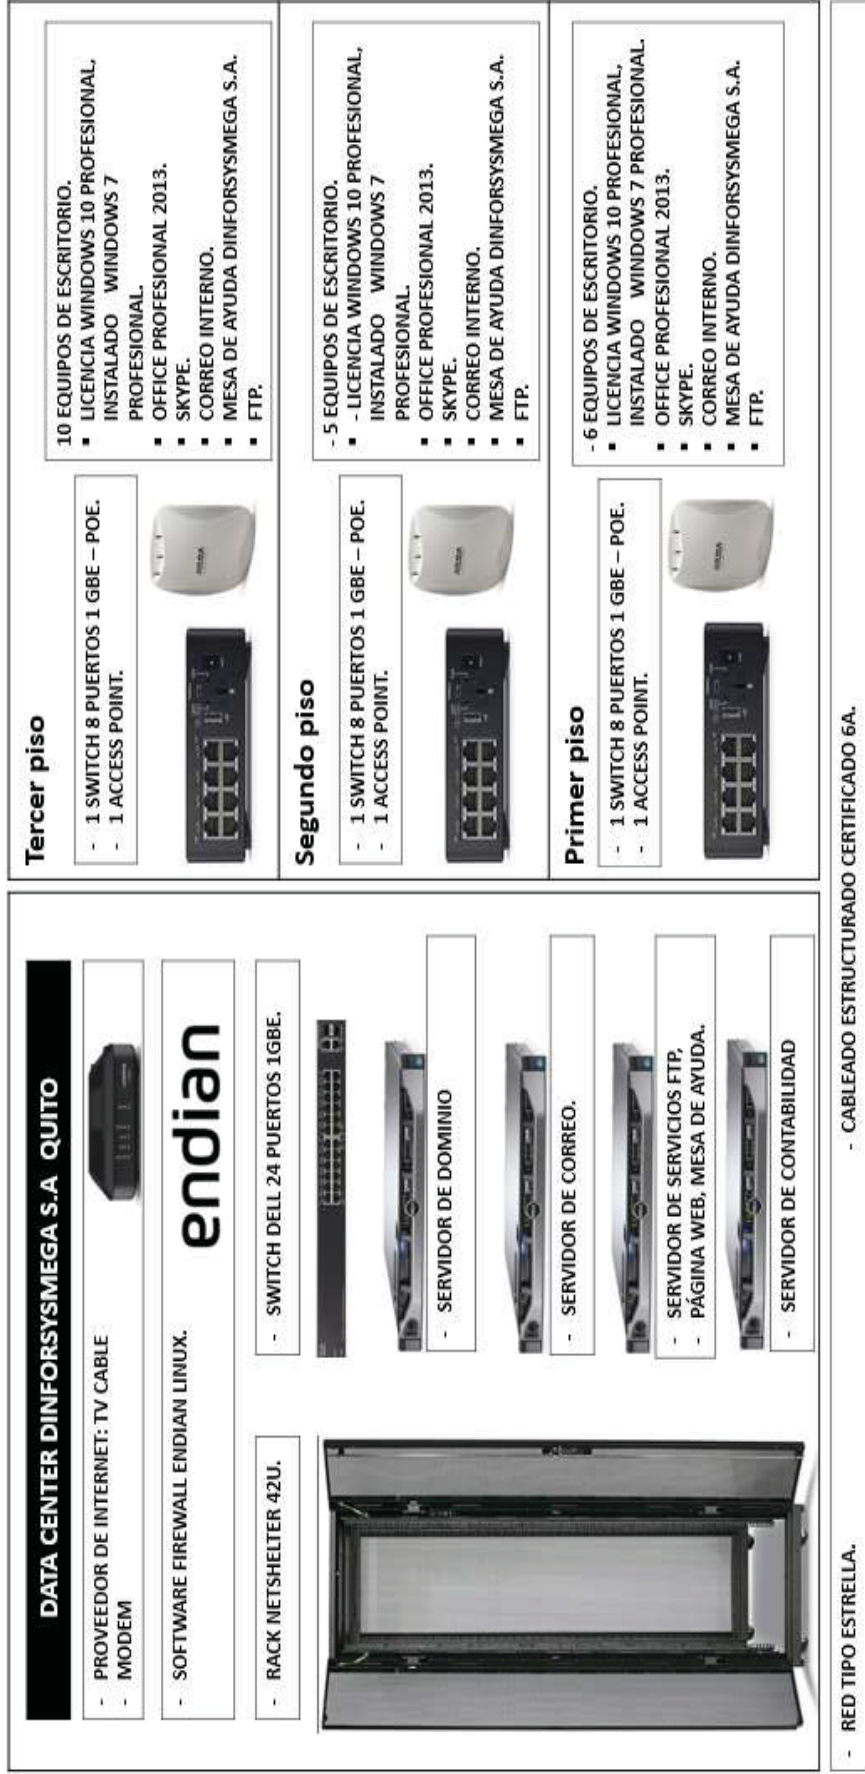 DATA CENTER DINFORSYSMEGA S.A QUITO
- PROVEEDOR DE INTERNET: TV CABLE
- MODEM
- SOFTWARE FIREWALL ENDIAN LINUX.
endian
- RACK NETSHELTER 42U.
- SWITCH DELL 24 PUERTOS 1GBE.
- SERVIDOR DE DOMINIO
- SERVIDOR DE CORREO.
- SERVIDOR DE SERVICIOS FTP,
- PÁGINA WEB, MESA DE AYUDA.
- SERVIDOR DE CONTABILIDAD
Tercer piso
- 1 SWITCH 8 PUERTOS 1 GBE – POE.
- 1 ACCESS POINT.
10 EQUIPOS DE ESCRITORIO.
▪ LICENCIA WINDOWS 10 PROFESIONAL,
INSTALADO WINDOWS 7
PROFESIONAL.
▪ OFFICE PROFESIONAL 2013.
▪ SKYPE.
▪ CORREO INTERNO.
▪ MESA DE AYUDA DINFORSYSMEGA S.A.
▪ FTP.
Segundo piso
- 1 SWITCH 8 PUERTOS 1 GBE – POE.
- 1 ACCESS POINT.
- 5 EQUIPOS DE ESCRITORIO.
▪ - LICENCIA WINDOWS 10 PROFESIONAL,
INSTALADO WINDOWS 7
PROFESIONAL.
▪ OFFICE PROFESIONAL 2013.
▪ SKYPE.
▪ CORREO INTERNO.
▪ MESA DE AYUDA DINFORSYSMEGA S.A.
▪ FTP.
Primer piso
- 1 SWITCH 8 PUERTOS 1 GBE – POE.
- 1 ACCESS POINT.
- 6 EQUIPOS DE ESCRITORIO.
▪ LICENCIA WINDOWS 10 PROFESIONAL,
INSTALADO WINDOWS 7 PROFESIONAL.
▪ OFFICE PROFESIONAL 2013.
▪ SKYPE.
▪ CORREO INTERNO.
▪ MESA DE AYUDA DINFORSYSMEGA S.A.
▪ FTP.
- RED TIPO ESTRELLA.
- CABLEADO ESTRUCTURADO CERTIFICADO 6A.